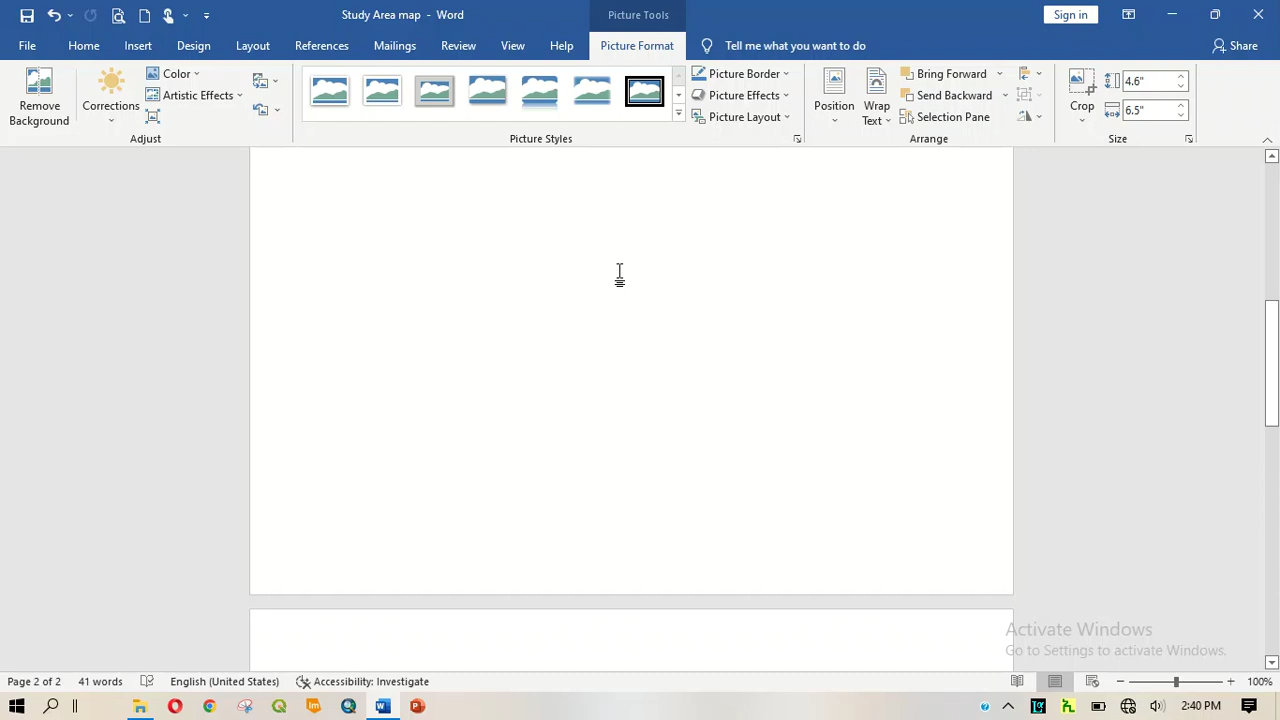 Study Area map - Word
Picture Tools
Sign in
File
Home
Insert
Design
Layout
References
Mailings
Review
View
Help
Picture Format
Tell me what you want to do
Share
Remove
Background
Corrections
Color
Artistic Effects
Adjust
Picture Styles
Picture Border
Picture Effects
Picture Layout
Position
Wrap
Text
Bring Forward
Send Backward
Selection Pane
Arrange
Crop
4.6"
6.5"
Size
Activate Windows
Go to Settings to activate Windows.
Page 2 of 2
41 words
English (United States)
Accessibility: Investigate
100%
2:40 PM